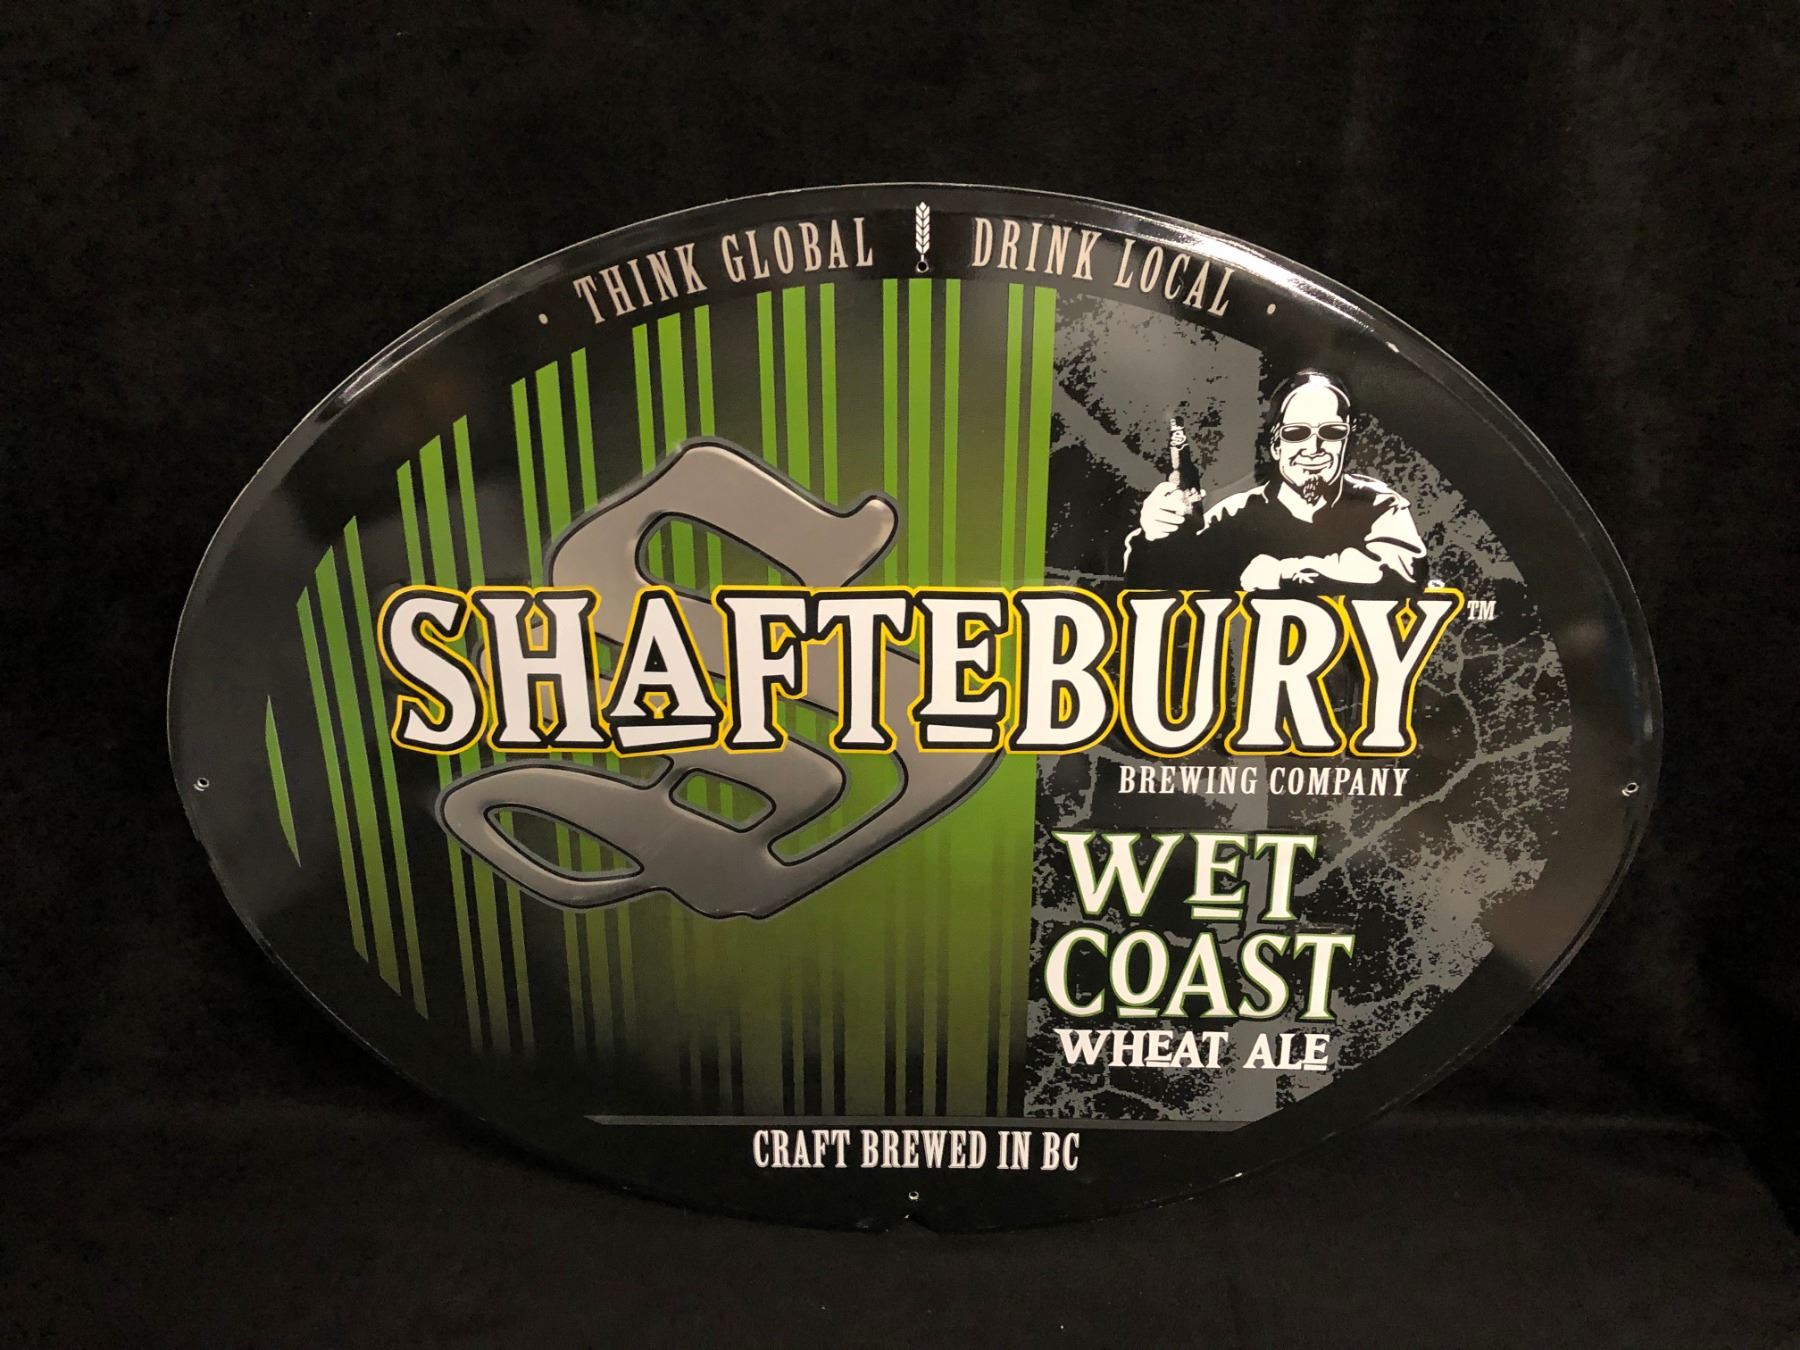 · THINK GLOBAL DRINK LOCAL ·
S
SHAFTEBURY™
BREWING COMPANY
WET
COAST
WHEAT ALE
CRAFT BREWED IN BC